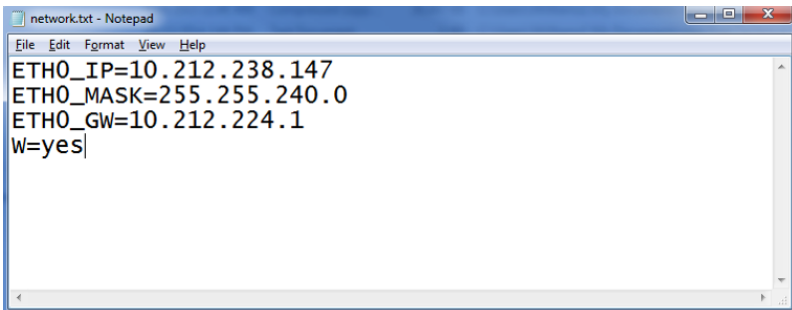 network.txt - Notepad
File Edit Format View Help
ETH0_IP=10.212.238.147
ETH0_MASK=255.255.240.0
ETH0_GW=10.212.224.1
W=yes